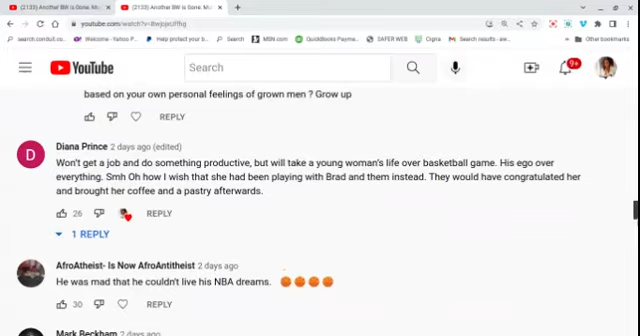 (2133) Another BW is Gone. Mu
(2133) Another BW is Gone. Mu
search.conduit.co...
Welcome - Yahoo P...
Help protect your b...
Search
MSN.com
QuickBooks Payme...
SAFER WEB
Cigna
Search results - ew...
Other bookmarks
YouTube
Search
9+
based on your own personal feelings of grown men ? Grow up
REPLY
Diana Prince 2 days ago (edited)
D
Won't get a job and do something productive, but will take a young woman's life over basketball game. His ego over
everything. Smh Oh how I wish that she had been playing with Brad and them instead. They would have congratulated her
and brought her coffee and a pastry afterwards.
26
REPLY
1 REPLY
AfroAtheist- Is Now AfroAntitheist 2 days ago
He was mad that he couldn't live his NBA dreams. 🏀🏀🏀🏀
30
REPLY
Mark Beckham 2 days ago